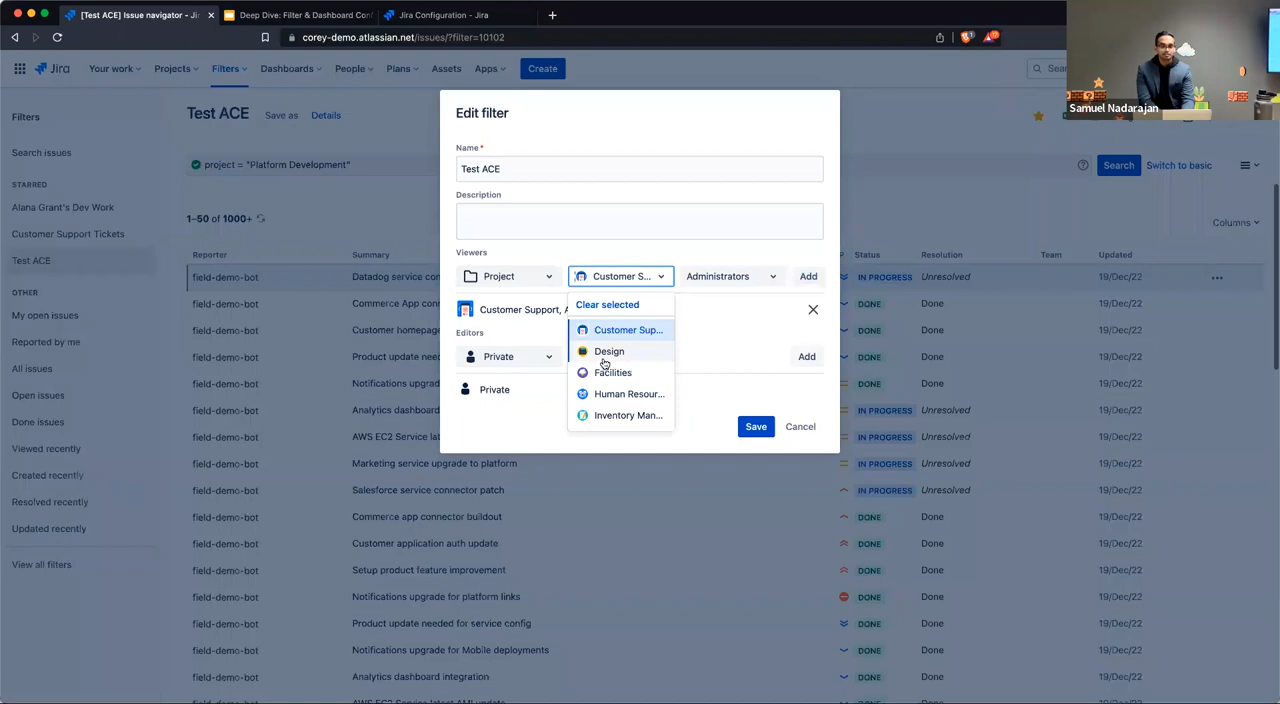 [Test ACE] Issue navigator - Ji
Deep Dive: Filter & Dashboard Con
Jira Configuration - Jira
corey-demo.atlassian.net/issues/?filter=10102
Jira
Your work
Projects
Filters
Dashboards
People
Plans
Assets
Apps
Create
Sear
Samuel Nadarajan
Filters
Search issues
STARRED
Alana Grant's Dev Work
Customer Support Tickets
Test ACE
OTHER
My open issues
Reported by me
All issues
Open issues
Done issues
Viewed recently
Created recently
Resolved recently
Updated recently
View all filters
Test ACE
Save as
Details
project = "Platform Development"
Search
Switch to basic
1–50 of 1000+
Columns
Reporter Summary P Status Resolution Team Updated
field-demo-bot Datadog service con IN PROGRESS Unresolved 19/Dec/22
field-demo-bot Commerce App conn DONE Done 19/Dec/22
field-demo-bot Customer homepage DONE Done 19/Dec/22
field-demo-bot Product update need DONE Done 19/Dec/22
field-demo-bot Notifications upgrade DONE Done 19/Dec/22
field-demo-bot Analytics dashboard IN PROGRESS Unresolved 19/Dec/22
field-demo-bot AWS EC2 Service lat IN PROGRESS Unresolved 19/Dec/22
field-demo-bot Marketing service upgrade to platform IN PROGRESS Unresolved 19/Dec/22
field-demo-bot Salesforce service connector patch IN PROGRESS Unresolved 19/Dec/22
field-demo-bot Commerce app connector buildout DONE Done 19/Dec/22
field-demo-bot Customer application auth update DONE Done 19/Dec/22
field-demo-bot Setup product feature improvement DONE Done 19/Dec/22
field-demo-bot Notifications upgrade for platform links DONE Done 19/Dec/22
field-demo-bot Product update needed for service config DONE Done 19/Dec/22
field-demo-bot Notifications upgrade for Mobile deployments DONE Done 19/Dec/22
field-demo-bot Analytics dashboard integration DONE Done 19/Dec/22
Edit filter
Name*
Test ACE
Description
Viewers
Project
Customer S...
Administrators
Add
Customer Support, A
Clear selected
Customer Sup...
Design
Facilities
Human Resour...
Inventory Man...
Editors
Private
Add
Private
Save
Cancel